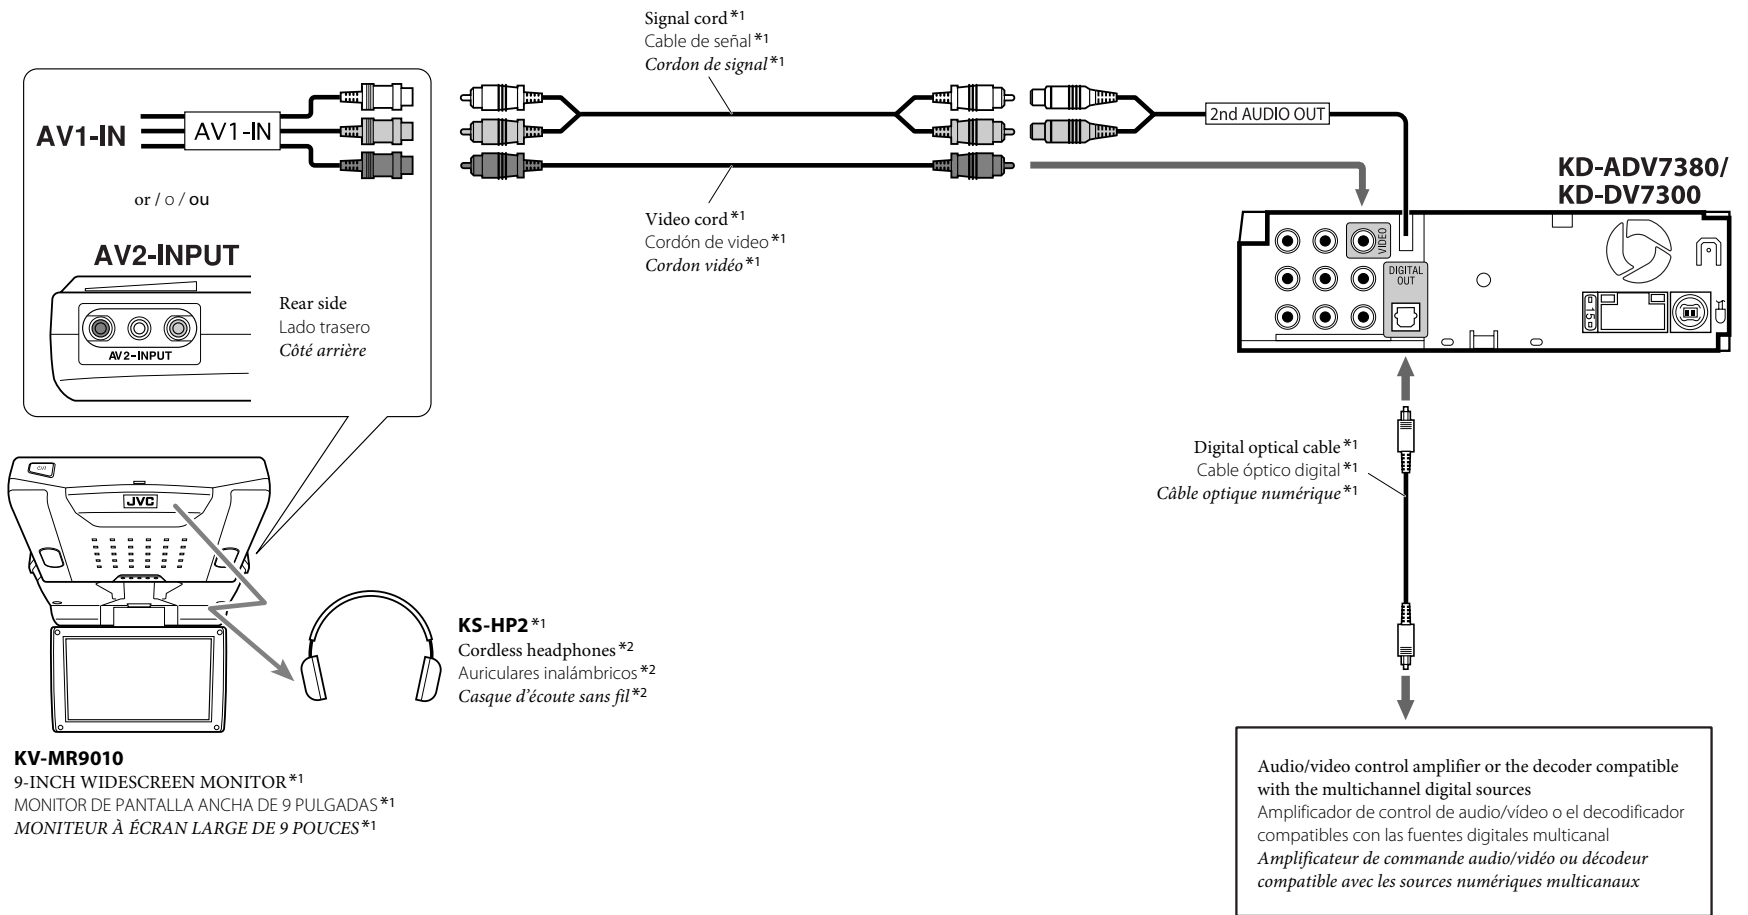 Signal cord*1
Cable de señal*1
Cordon de signal*1
AV1-IN
AV1-IN
2nd AUDIO OUT
KD-ADV7380/
KD-DV7300
or / o / ou
Video cord*1
Cordón de video*1
Cordon vidéo*1
VIDEO
AV2-INPUT
DIGITAL
OUT
Rear side
Lado trasero
Côté arrière
AV2-INPUT
15
Digital optical cable*1
Cable óptico digital*1
Câble optique numérique*1
JVC
KS-HP2*1
Cordless headphones*2
Auriculares inalámbricos*2
Casque d'écoute sans fil*2
KV-MR9010
9-INCH WIDESCREEN MONITOR*1
MONITOR DE PANTALLA ANCHA DE 9 PULGADAS*1
MONITEUR À ÉCRAN LARGE DE 9 POUCES*1
Audio/video control amplifier or the decoder compatible
with the multichannel digital sources
Amplificador de control de audio/vídeo o el decodificador
compatibles con las fuentes digitales multicanal
Amplificateur de commande audio/vidéo ou décodeur
compatible avec les sources numériques multicanaux